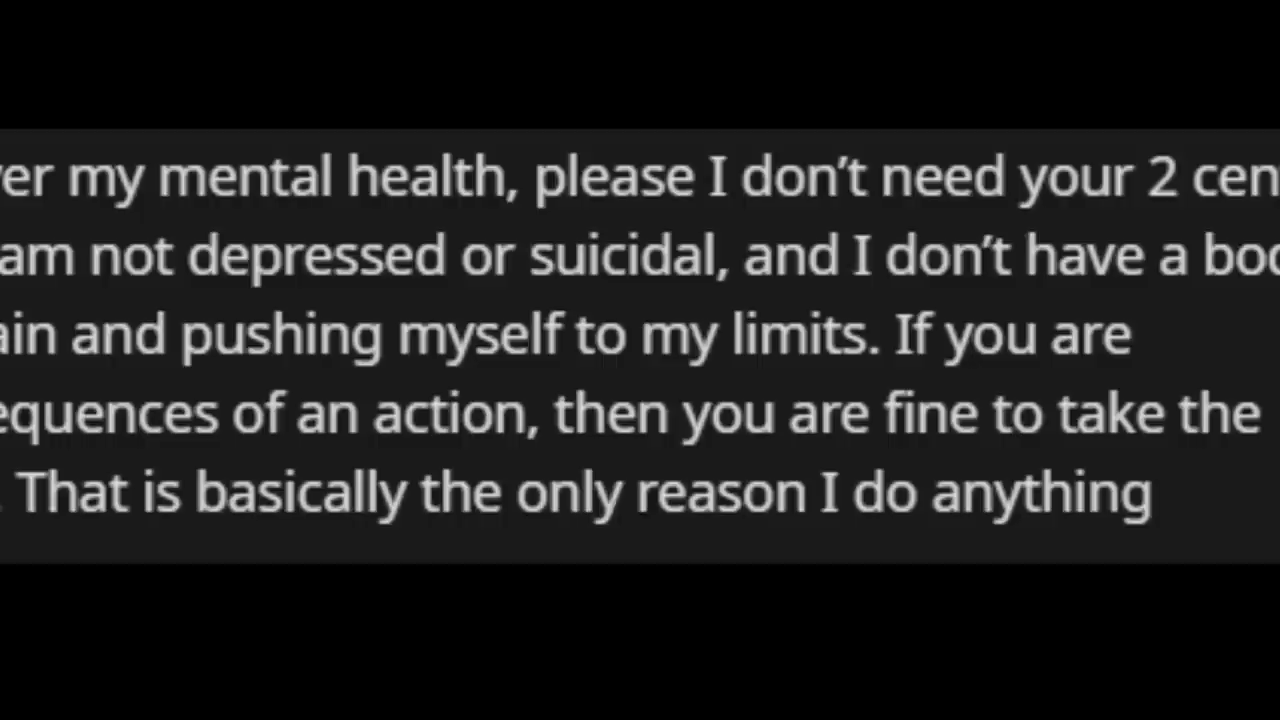 my mental health, please I don’t need your 2
am not depressed or suicidal, and I don’t have a
and pushing myself to my limits. If you are
of an action, then you are fine to take the
. That is basically the only reason I do anything